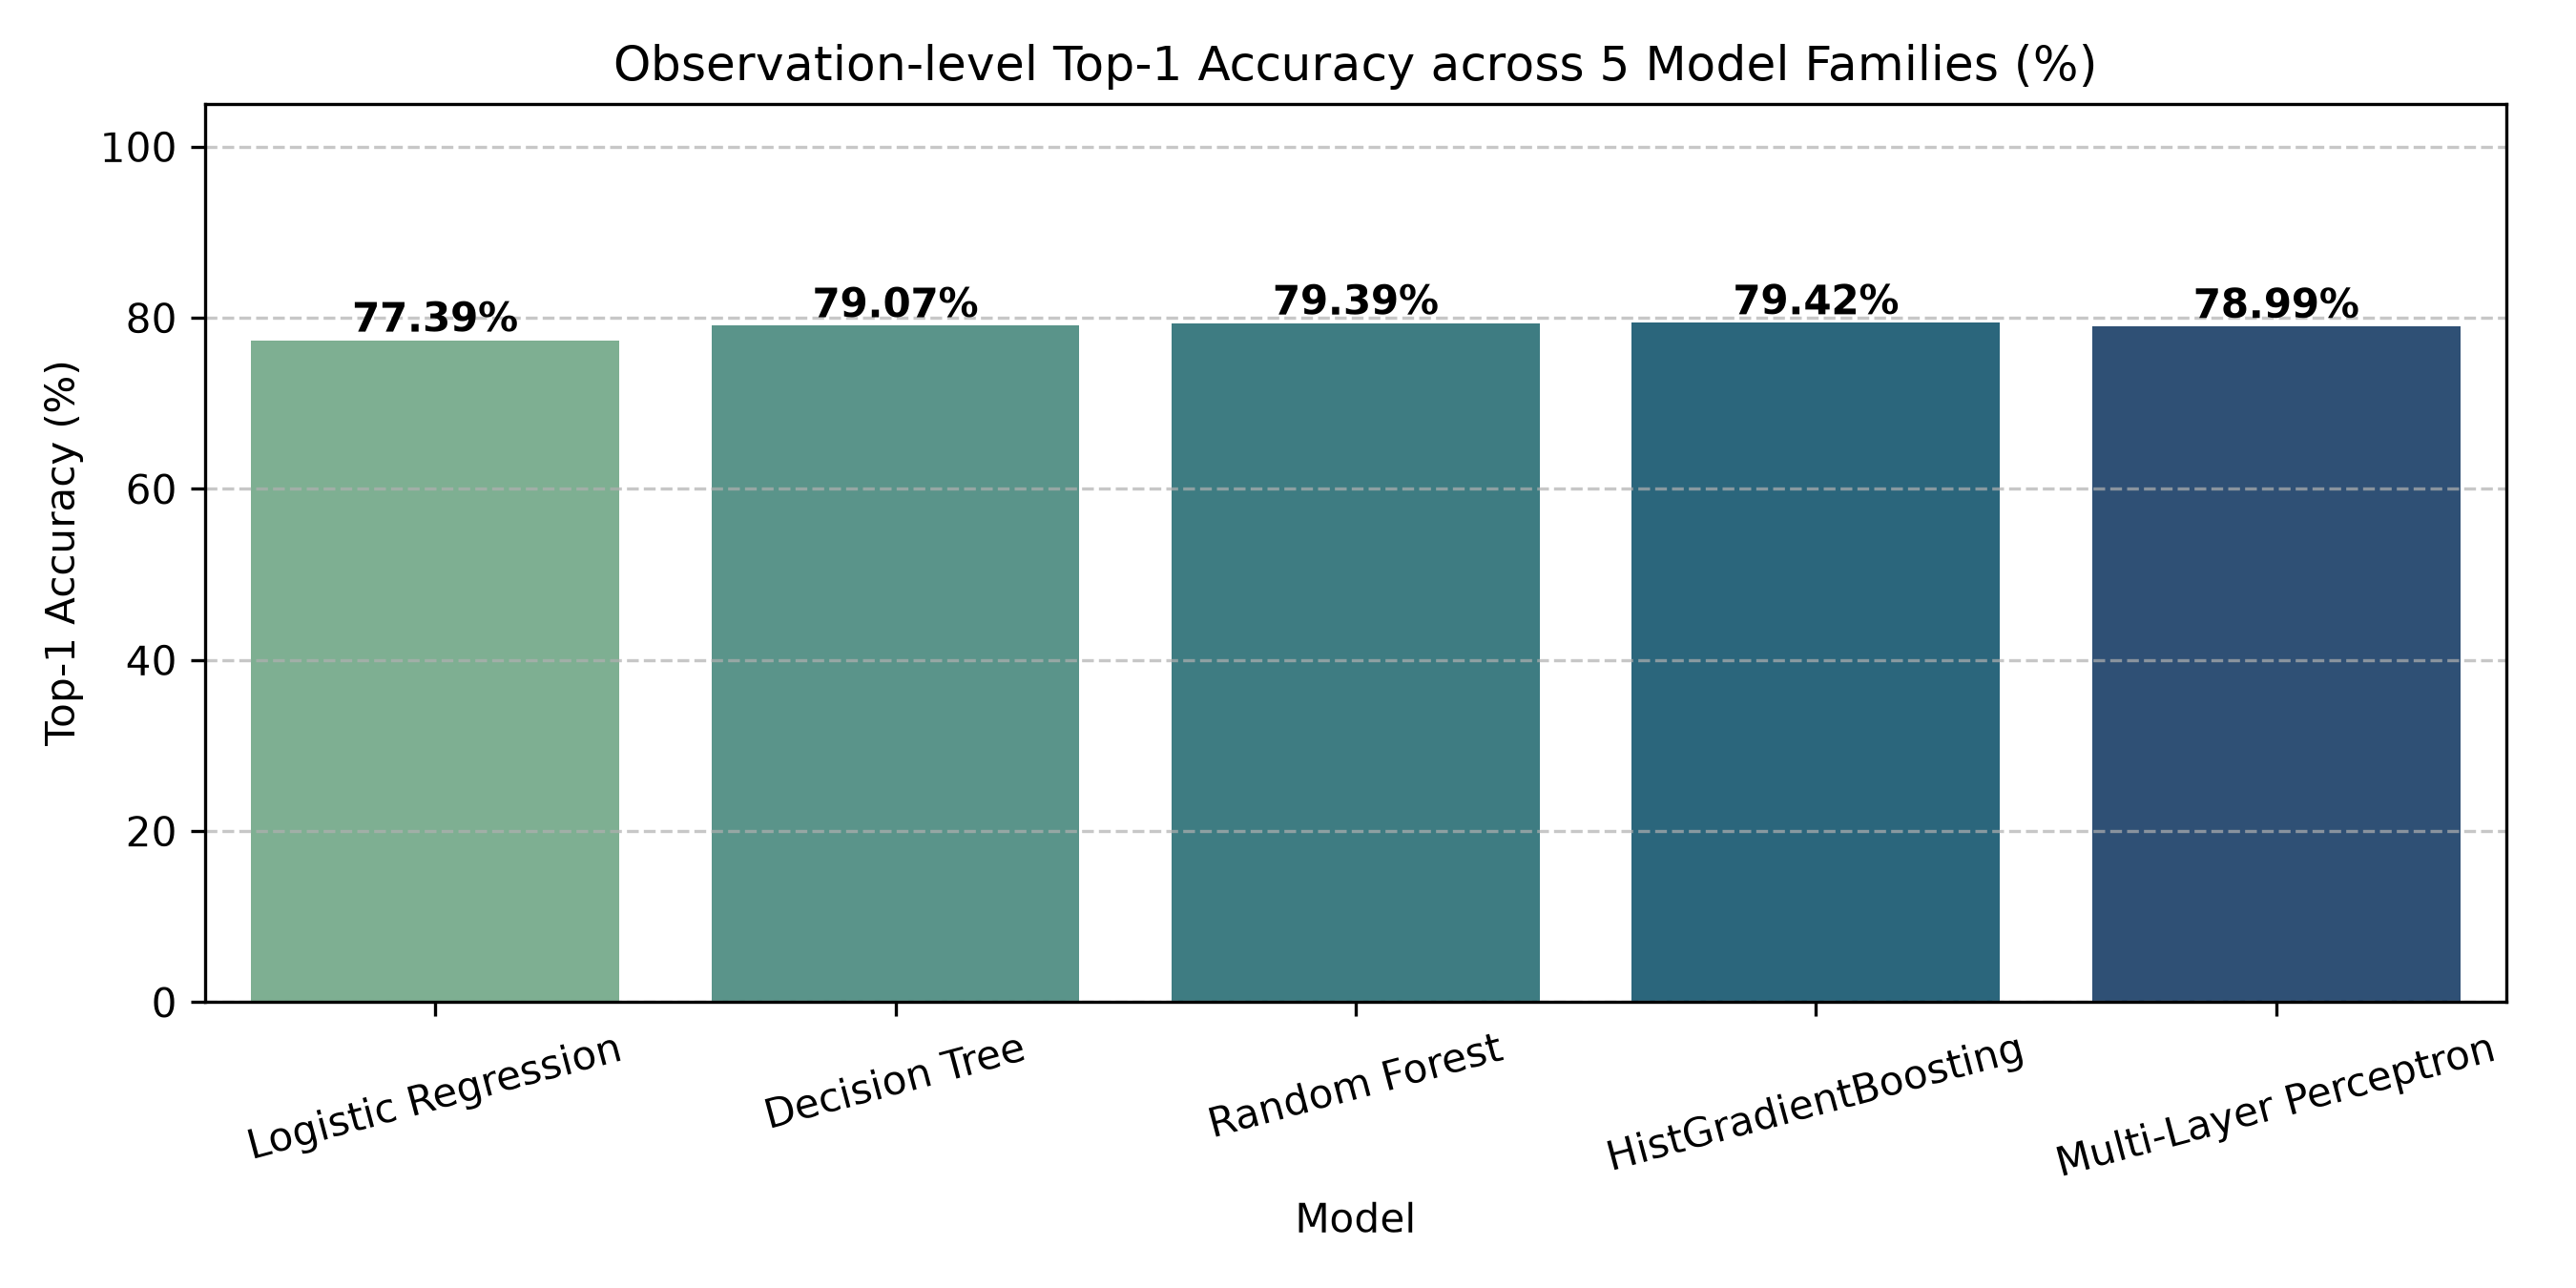 Observation-level Top-1 Accuracy across 5 Model Families (%)
Top-1 Accuracy (%)
100
80
60
40
20
0
77.39%
79.07%
79.39%
79.42%
78.99%
Logistic Regression
Decision Tree
Random Forest
HistGradientBoosting
Multi-Layer Perceptron
Model